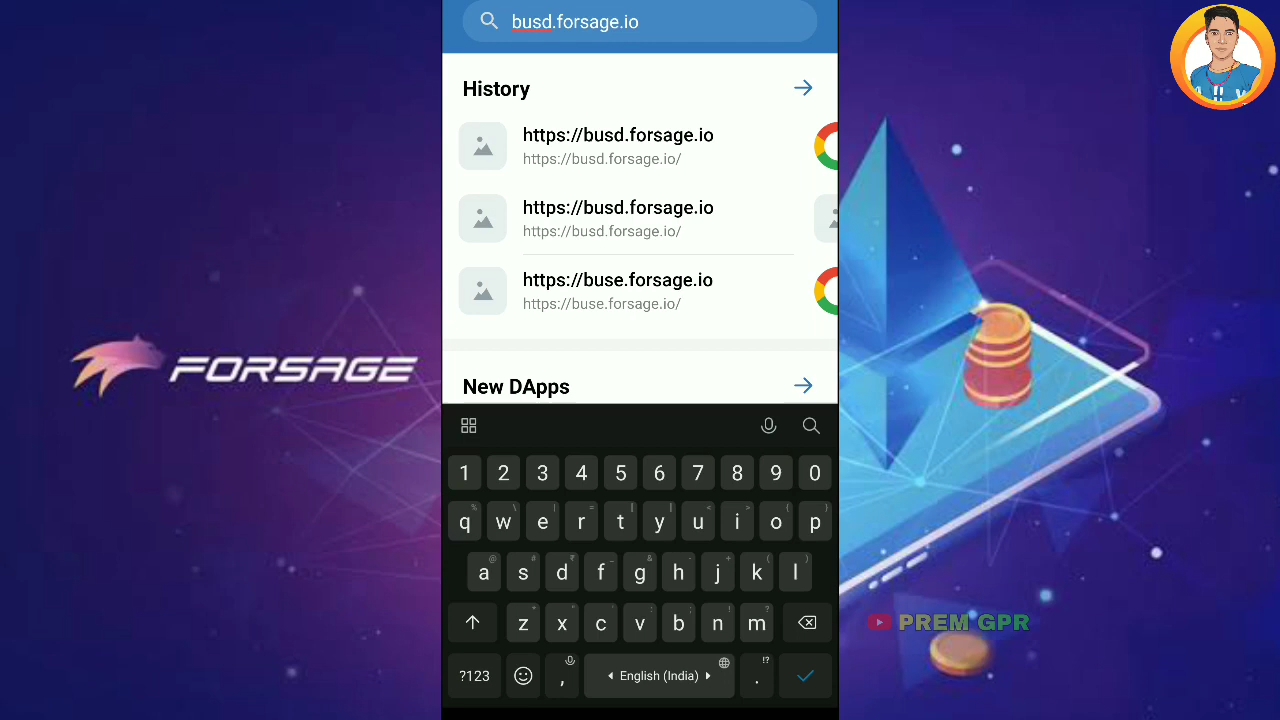 busd.forsage.io
History
https://busd.forsage.io
https://busd.forsage.io/
https://busd.forsage.io
https://busd.forsage.io/
https://buse.forsage.io
https://buse.forsage.io/
New DApps
FORSAGE
1 2 3 4 5 6 7 8 9 0
q w e r t y u i o p
a s d f g h j k l
z x c v b n m
?123 , English (India) .
PREM GPR